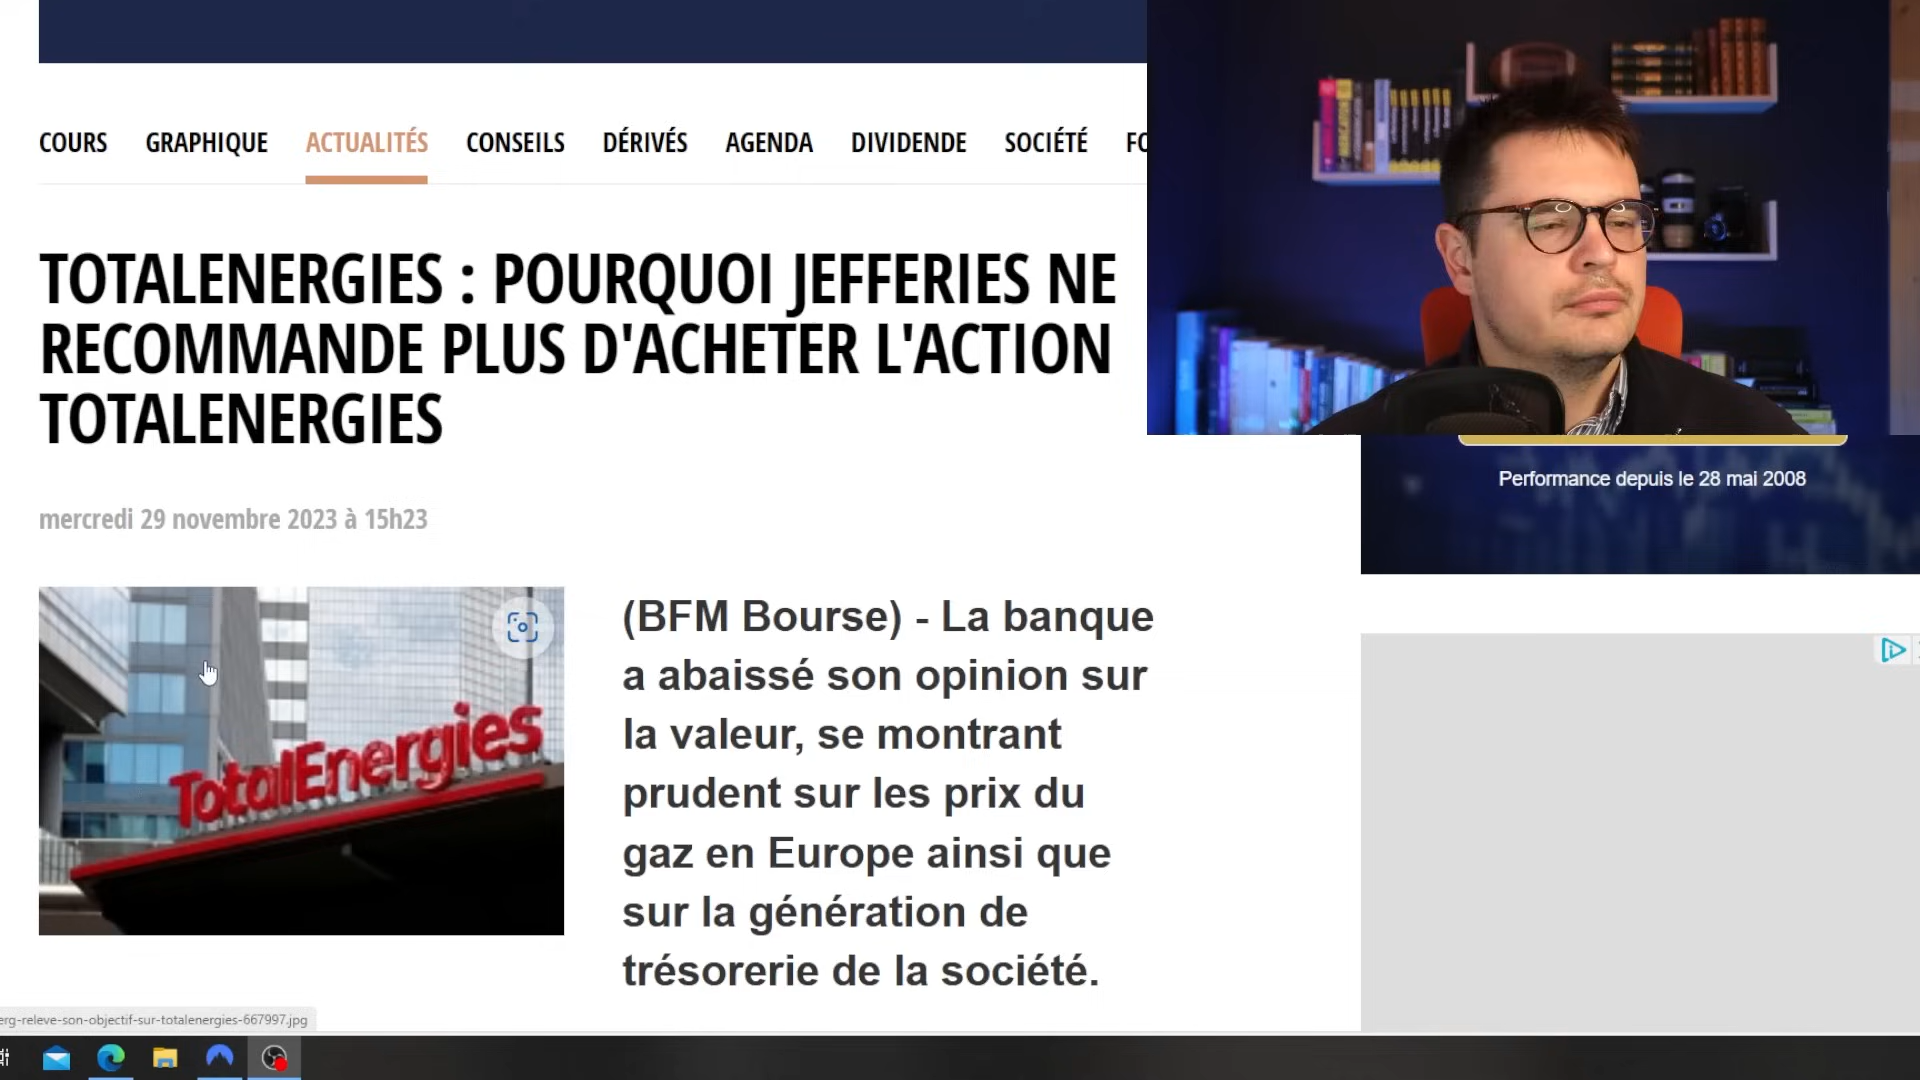 COURS GRAPHIQUE ACTUALITÉS CONSEILS DÉRIVÉS AGENDA DIVIDENDE SOCIÉTÉ FO
TOTALENERGIES : POURQUOI JEFFERIES NE
RECOMMANDE PLUS D'ACHETER L'ACTION
TOTALENERGIES
mercredi 29 novembre 2023 à 15h23
TotalEnergies
(BFM Bourse) - La banque
a abaissé son opinion sur
la valeur, se montrant
prudent sur les prix du
gaz en Europe ainsi que
sur la génération de
trésorerie de la société.
Performance depuis le 28 mai 2008
erg-releve-son-objectif-sur-totalenergies-667997.jpg